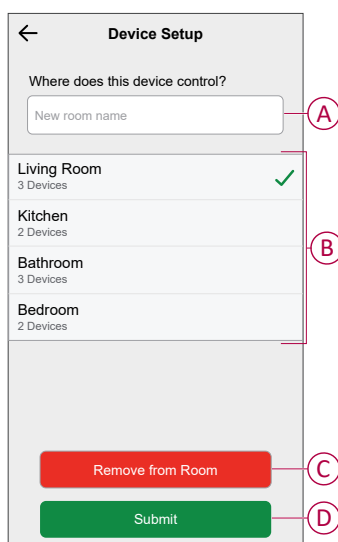 Device Setup
Where does this device control?
New room name
A
Living Room
3 Devices
Kitchen
2 Devices
B
Bathroom
3 Devices
Bedroom
2 Devices
Remove from Room
C
Submit
D